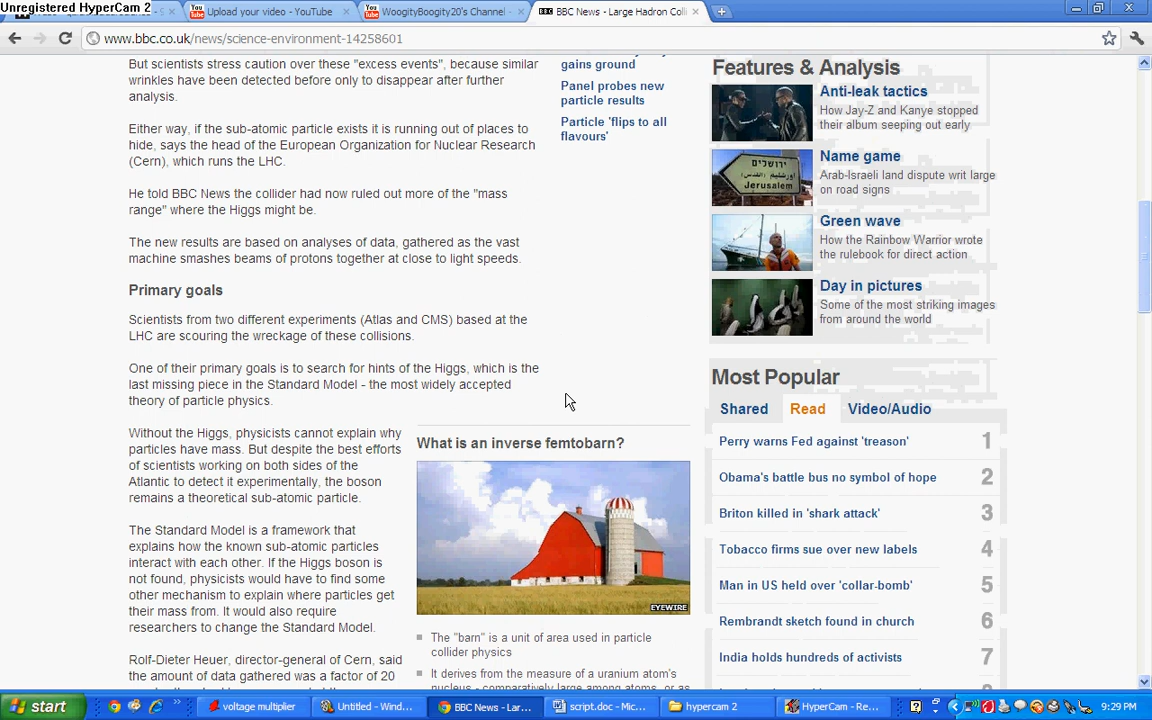 Unregistered HyperCam 2
Upload your video - YouTube
WoogityBoogity20's Channel -
BBC News - Large Hadron Coll
www.bbc.co.uk/news/science-environment-14258601
But scientists stress caution over these "excess events", because similar
wrinkles have been detected before only to disappear after further
analysis.
Either way, if the sub-atomic particle exists it is running out of places to
hide, says the head of the European Organization for Nuclear Research
(Cern), which runs the LHC.
He told BBC News the collider had now ruled out more of the "mass
range" where the Higgs might be.
The new results are based on analyses of data, gathered as the vast
machine smashes beams of protons together at close to light speeds.
Primary goals
Scientists from two different experiments (Atlas and CMS) based at the
LHC are scouring the wreckage of these collisions.
One of their primary goals is to search for hints of the Higgs, which is the
last missing piece in the Standard Model - the most widely accepted
theory of particle physics.
Without the Higgs, physicists cannot explain why
particles have mass. But despite the best efforts
of scientists working on both sides of the
Atlantic to detect it experimentally, the boson
remains a theoretical sub-atomic particle.
The Standard Model is a framework that
explains how the known sub-atomic particles
interact with each other. If the Higgs boson is
not found, physicists would have to find some
other mechanism to explain where particles get
their mass from. It would also require
researchers to change the Standard Model.
Rolf-Dieter Heuer, director-general of Cern, said
the amount of data gathered was a factor of 20
gains ground
Panel probes new
particle results
Particle 'flips to all
flavours'
What is an inverse femtobarn?
EYEWIRE
The "barn" is a unit of area used in particle
collider physics
It derives from the measure of a uranium atom's
nucleus - comparatively large among atoms, or as
Features & Analysis
Anti-leak tactics
How Jay-Z and Kanye stopped
their album seeping out early
ירושלים
Jerusalem
Name game
Arab-Israeli land dispute writ large
on road signs
Green wave
How the Rainbow Warrior wrote
the rulebook for direct action
Day in pictures
Some of the most striking images
from around the world
Most Popular
Shared Read Video/Audio
Perry warns Fed against 'treason' 1
Obama's battle bus no symbol of hope 2
Briton killed in 'shark attack' 3
Tobacco firms sue over new labels 4
Man in US held over 'collar-bomb' 5
Rembrandt sketch found in church 6
India holds hundreds of activists 7
start
voltage multiplier
Untitled - Wind...
BBC News - Lar...
script.doc - Mic...
hypercam 2
HyperCam - Re...
9:29 PM